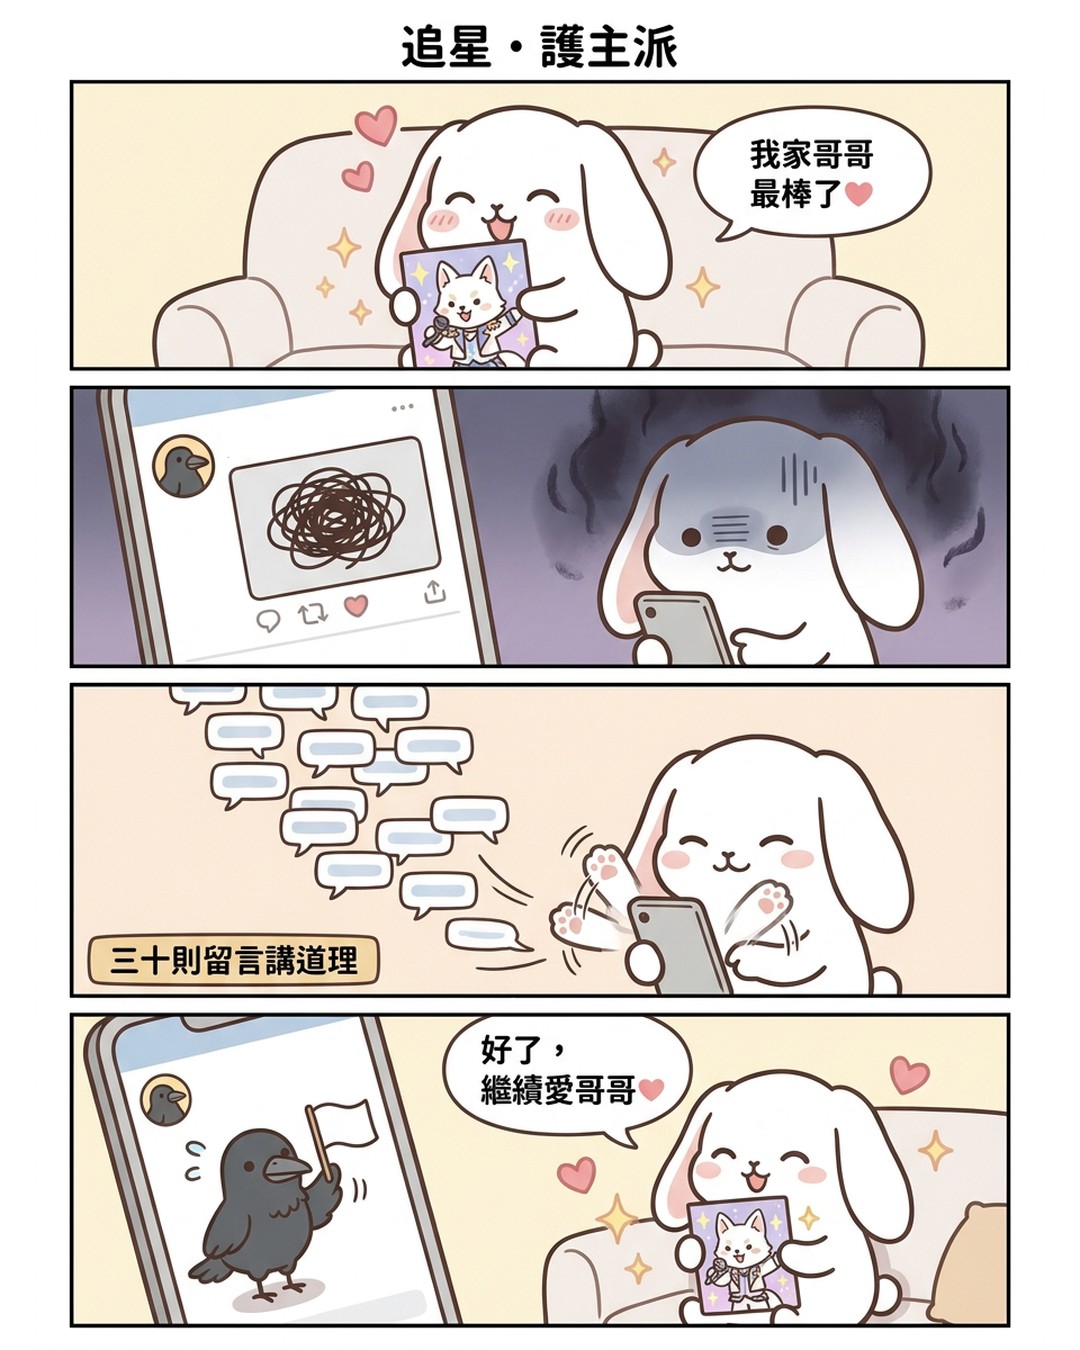 追星·護主派
我家哥哥
最棒了❤
三十則留言講道理
好了，
繼續愛哥哥❤